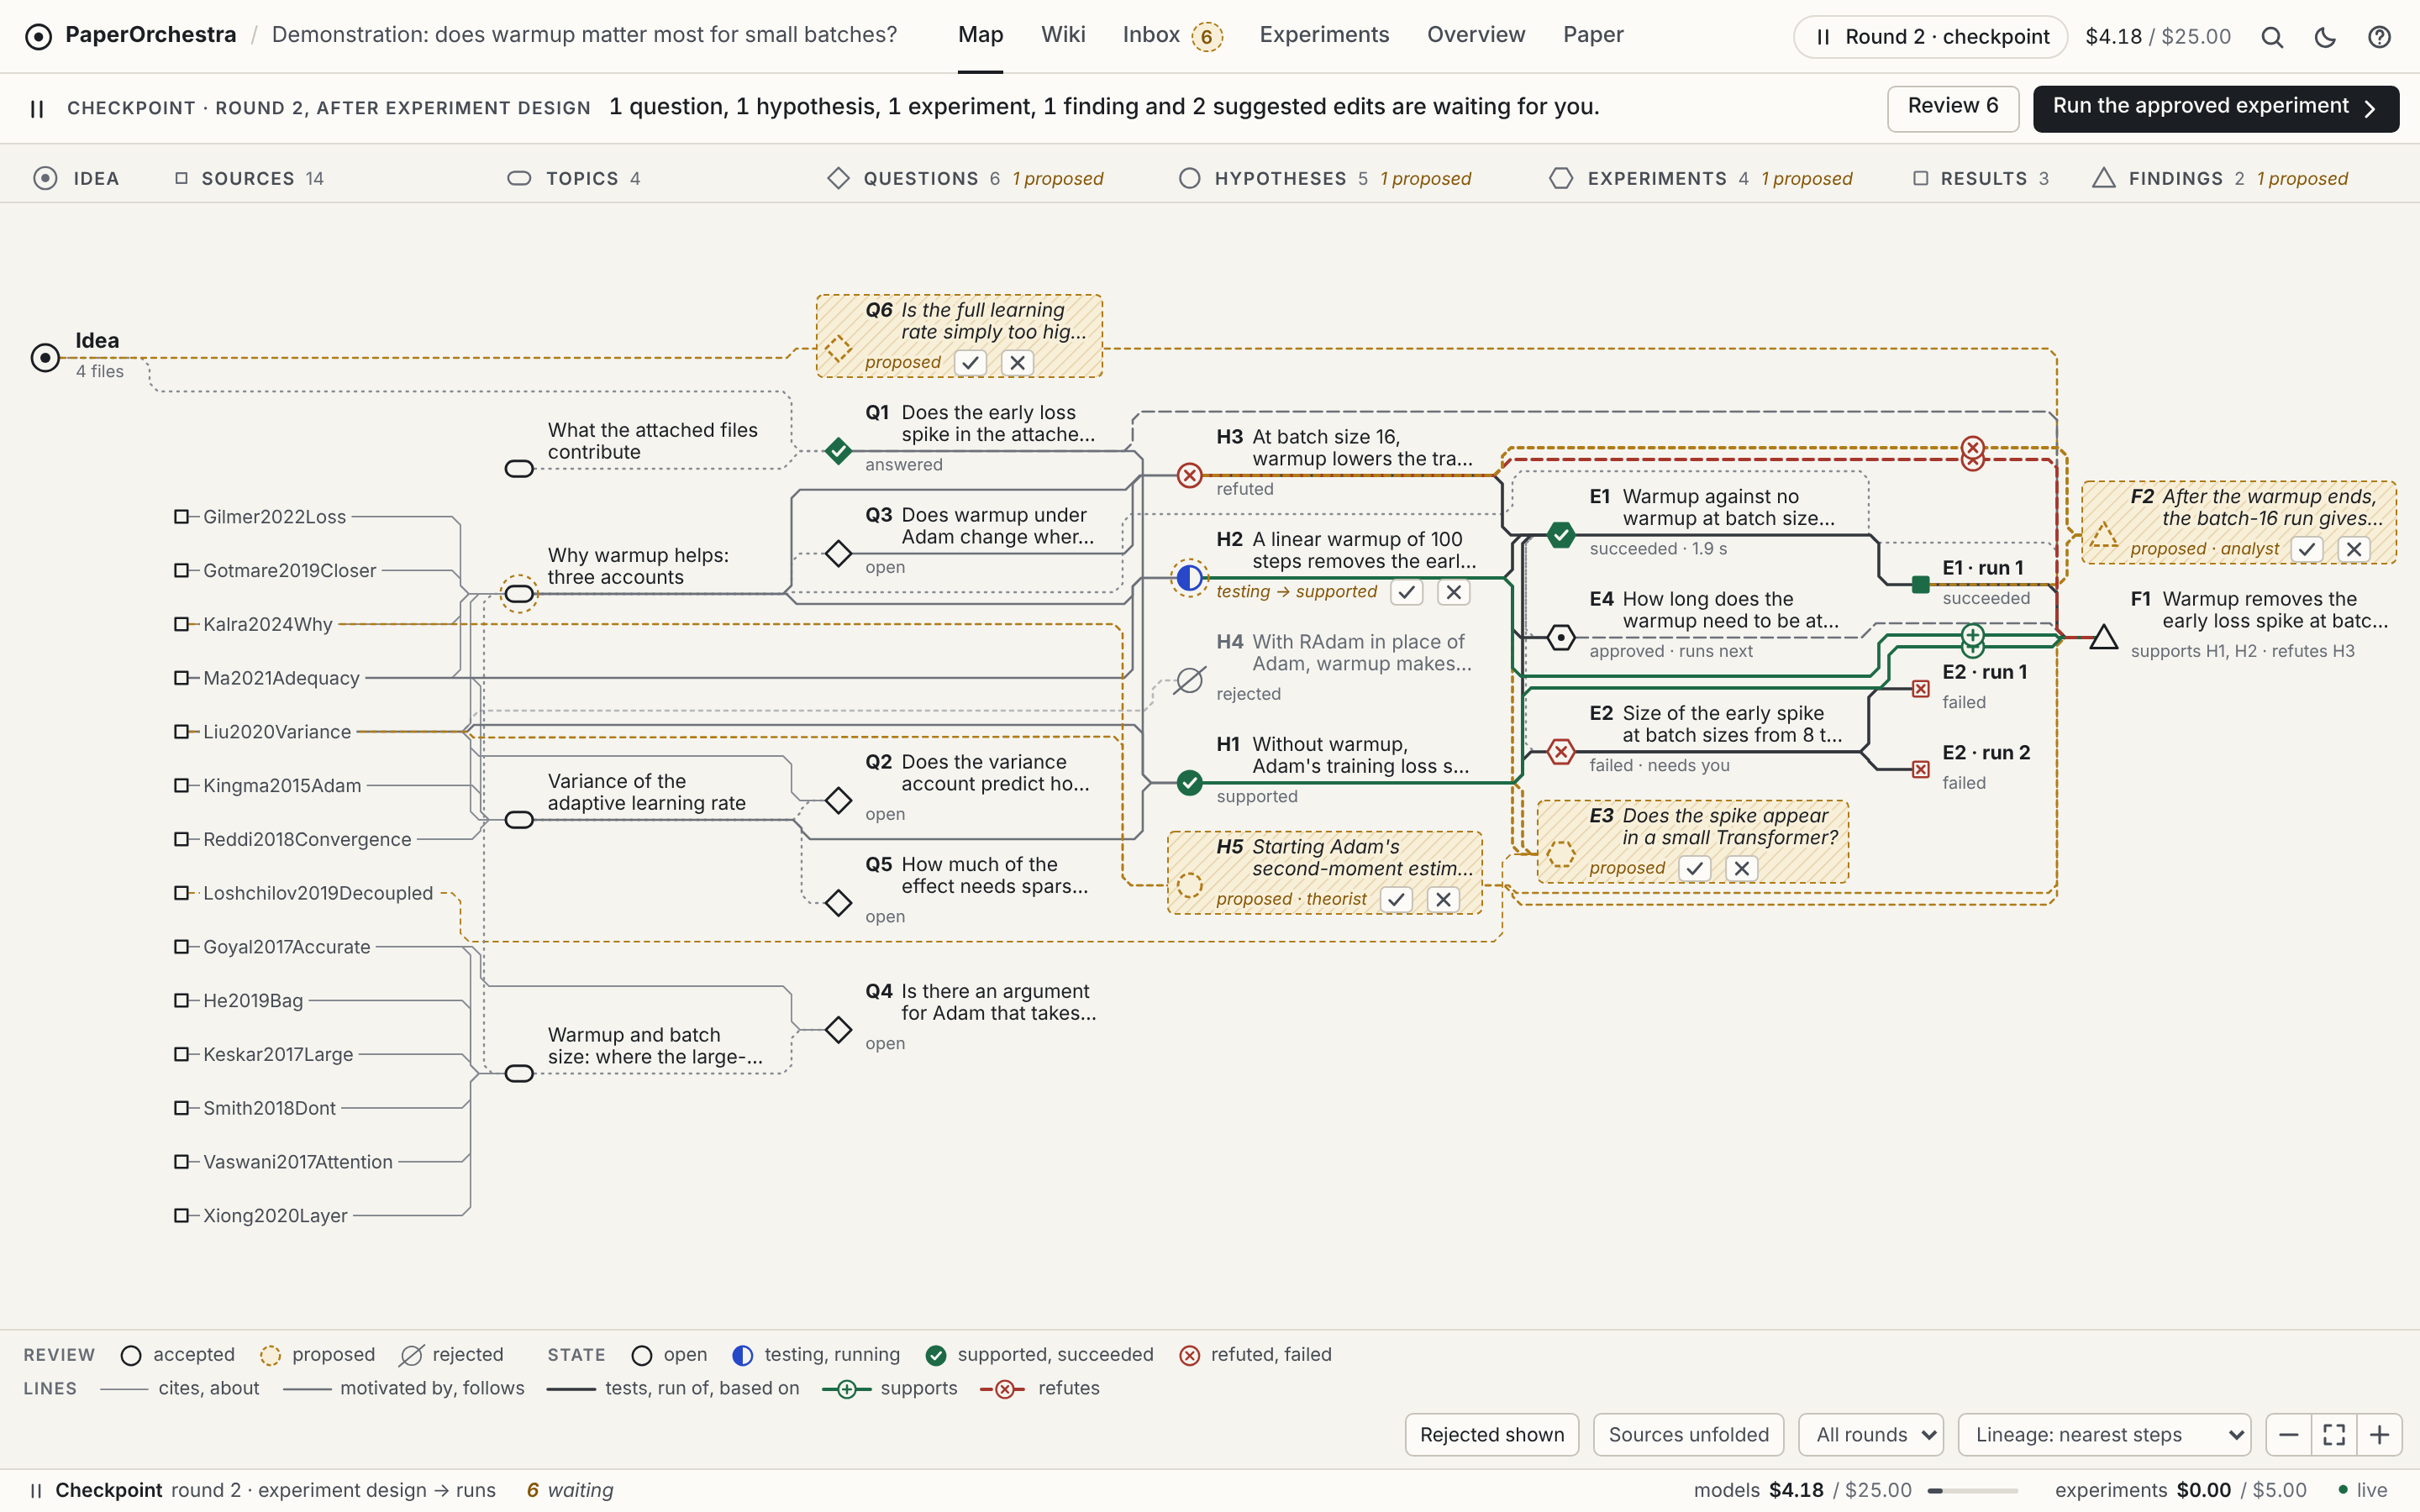 PaperOrchestra / Demonstration: does warmup matter most for small batches?
Map Wiki Inbox 6 Experiments Overview Paper
Round 2 · checkpoint $4.18 / $25.00
CHECKPOINT · ROUND 2, AFTER EXPERIMENT DESIGN 1 question, 1 hypothesis, 1 experiment, 1 finding and 2 suggested edits are waiting for you.
Review 6
Run the approved experiment
IDEA
SOURCES 14
TOPICS 4
QUESTIONS 6 1 proposed
HYPOTHESES 5 1 proposed
EXPERIMENTS 4 1 proposed
RESULTS 3
FINDINGS 2 1 proposed
Idea
4 files
Gilmer2022Loss
Gotmare2019Closer
Kalra2024Why
Ma2021Adequacy
Liu2020Variance
Kingma2015Adam
Reddi2018Convergence
Loshchilov2019Decoupled
Goyal2017Accurate
He2019Bag
Keskar2017Large
Smith2018Dont
Vaswani2017Attention
Xiong2020Layer
What the attached files
contribute
Why warmup helps:
three accounts
Variance of the
adaptive learning rate
Warmup and batch
size: where the large-...
Q6 Is the full learning
rate simply too hig...
proposed
Q1 Does the early loss
spike in the attache...
answered
Q3 Does warmup under
Adam change wher...
open
Q2 Does the variance
account predict ho...
open
Q5 How much of the
effect needs spars...
open
Q4 Is there an argument
for Adam that takes...
open
H3 At batch size 16,
warmup lowers the tra...
refuted
H2 A linear warmup of 100
steps removes the earl...
testing → supported
H4 With RAdam in place of
Adam, warmup makes...
rejected
H1 Without warmup,
Adam's training loss s...
supported
H5 Starting Adam's
second-moment estim...
proposed · theorist
E1 Warmup against no
warmup at batch size...
succeeded · 1.9 s
E4 How long does the
warmup need to be at...
approved · runs next
E2 Size of the early spike
at batch sizes from 8 t...
failed · needs you
E3 Does the spike appear
in a small Transformer?
proposed
E1 · run 1
succeeded
E2 · run 1
failed
E2 · run 2
failed
F2 After the warmup ends,
the batch-16 run gives...
proposed · analyst
F1 Warmup removes the
early loss spike at batc...
supports H1, H2 · refutes H3
REVIEW accepted proposed rejected STATE open testing, running supported, succeeded refuted, failed
LINES cites, about motivated by, follows tests, run of, based on supports refutes
Rejected shown
Sources unfolded
All rounds
Lineage: nearest steps
Checkpoint round 2 · experiment design → runs 6 waiting
models $4.18 / $25.00 experiments $0.00 / $5.00 live